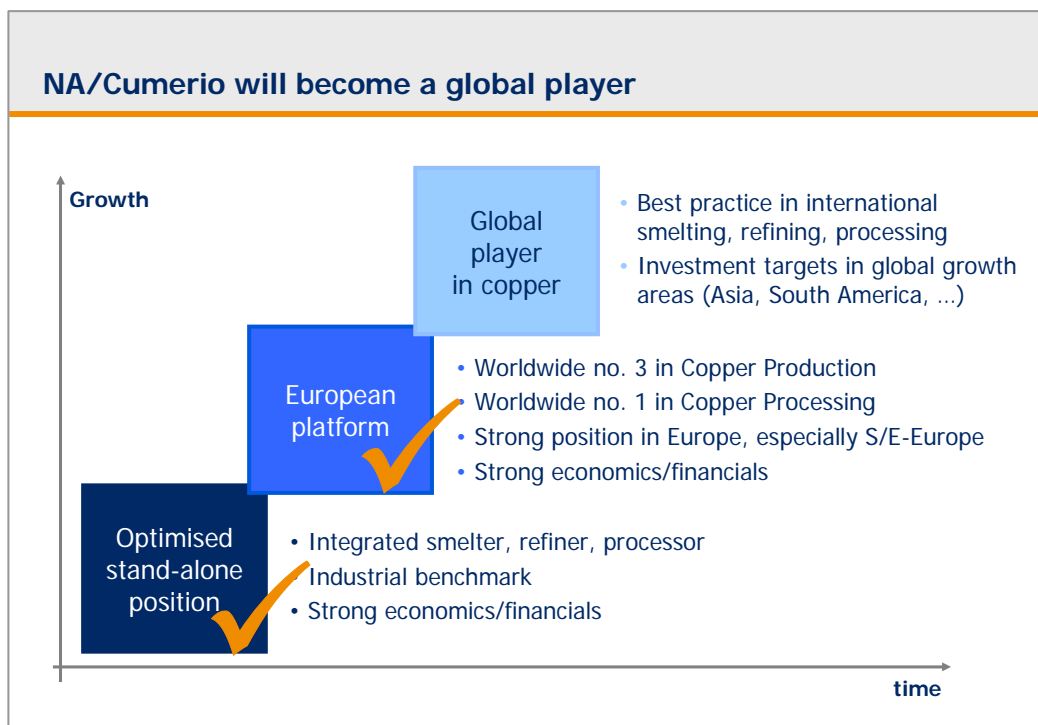 NA/Cumerio will become a global player
Growth
Global
player
in copper
• Best practice in international
smelting, refining, processing
• Investment targets in global growth
areas (Asia, South America, ...)
European
platform
• Worldwide no. 3 in Copper Production
• Worldwide no. 1 in Copper Processing
• Strong position in Europe, especially S/E-Europe
• Strong economics/financials
Optimised
stand-alone
position
• Integrated smelter, refiner, processor
• Industrial benchmark
• Strong economics/financials
time